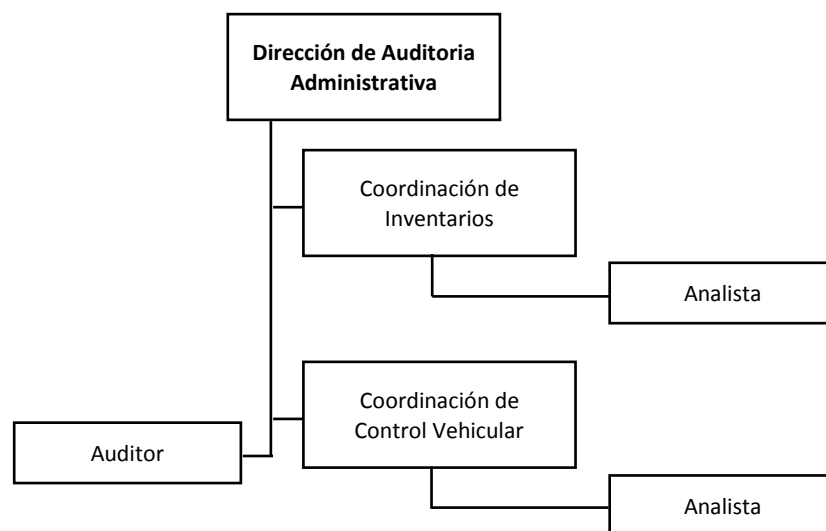 Dirección de Auditoria
Administrativa
Coordinación de
Inventarios
Analista
Coordinación de
Control Vehicular
Auditor
Analista